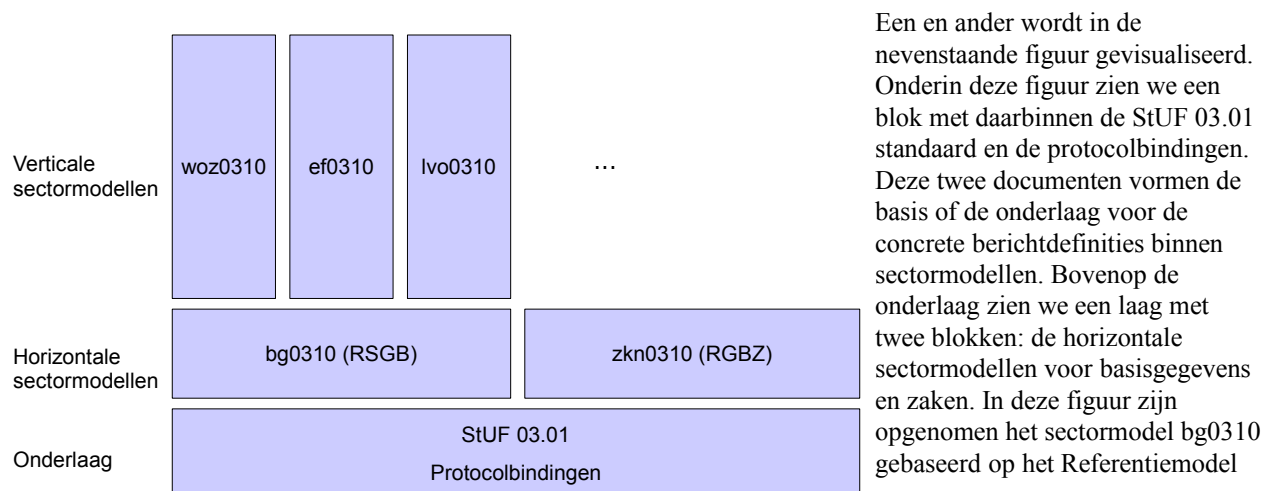 Verticale
sectormodellen
woz0310
ef0310
lvo0310
...
Horizontale
sectormodellen
bg0310 (RSGB)
zkn0310 (RGBZ)
Onderlaag
StUF 03.01
Protocolbindingen
Een en ander wordt in de
nevenstaande figuur gevisualiseerd.
Onderin deze figuur zien we een
blok met daarbinnen de StUF 03.01
standaard en de protocolbindingen.
Deze twee documenten vormen de
basis of de onderlaag voor de
concrete berichtdefinities binnen
sectormodellen. Bovenop de
onderlaag zien we een laag met
twee blokken: de horizontale
sectormodellen voor basisgegevens
en zaken. In deze figuur zijn
opgenomen het sectormodel bg0310
gebaseerd op het Referentiemodel